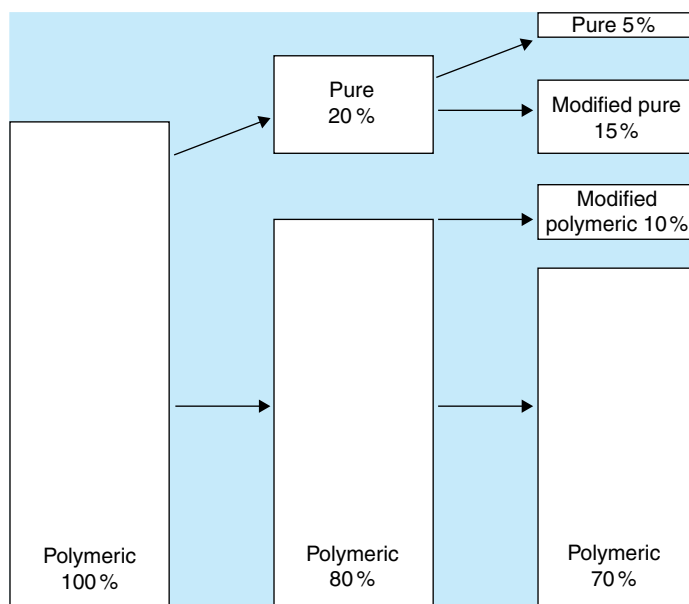 Pure 5 %
Pure
20 %
Modified pure
15 %
Modified
polymeric 10 %
Polymeric
100 %
Polymeric
80 %
Polymeric
70 %